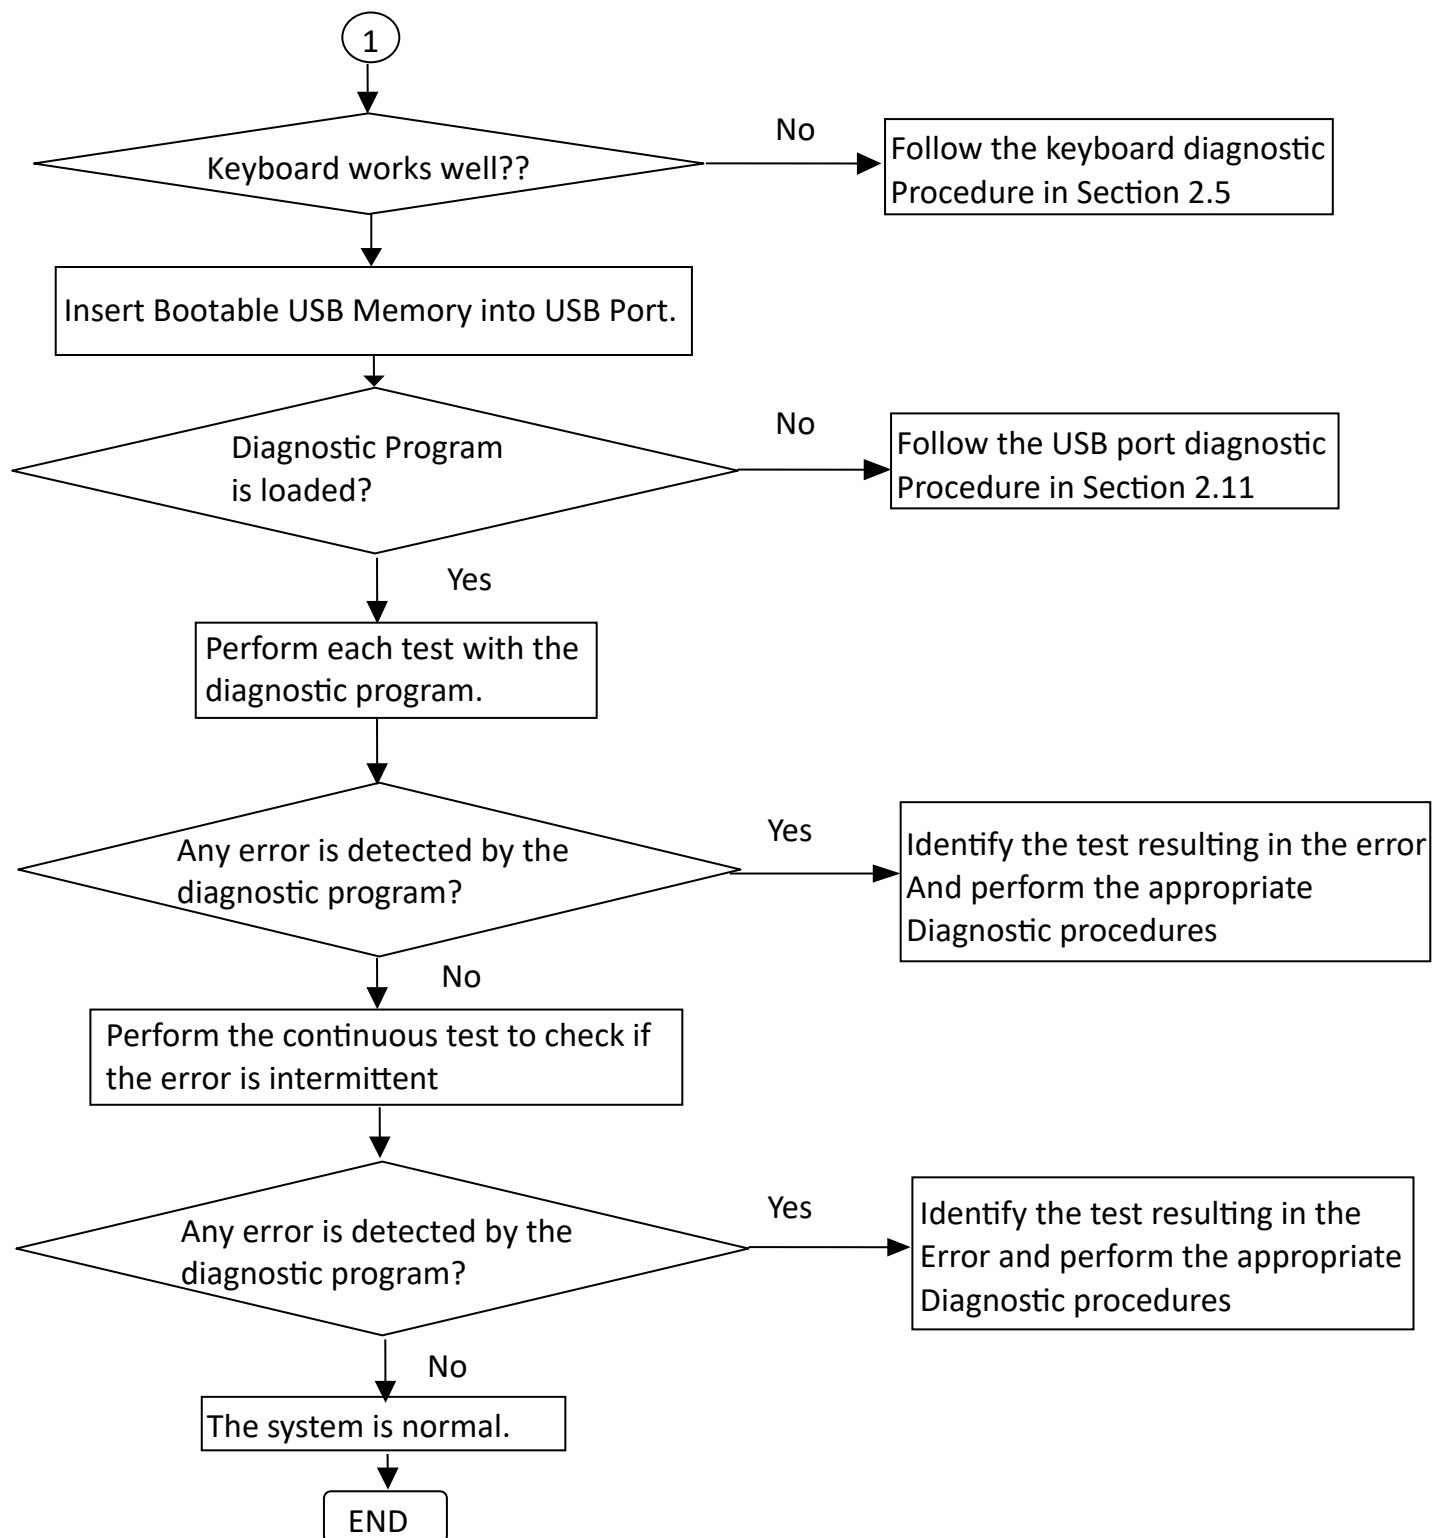 1
Keyboard works well??
No
Follow the keyboard diagnostic
Procedure in Section 2.5
Insert Bootable USB Memory into USB Port.
Diagnostic Program
is loaded?
No
Follow the USB port diagnostic
Procedure in Section 2.11
Yes
Perform each test with the
diagnostic program.
Any error is detected by the
diagnostic program?
Yes
Identify the test resulting in the error
And perform the appropriate
Diagnostic procedures
No
Perform the continuous test to check if
the error is intermittent
Any error is detected by the
diagnostic program?
Yes
Identify the test resulting in the
Error and perform the appropriate
Diagnostic procedures
No
The system is normal.
END